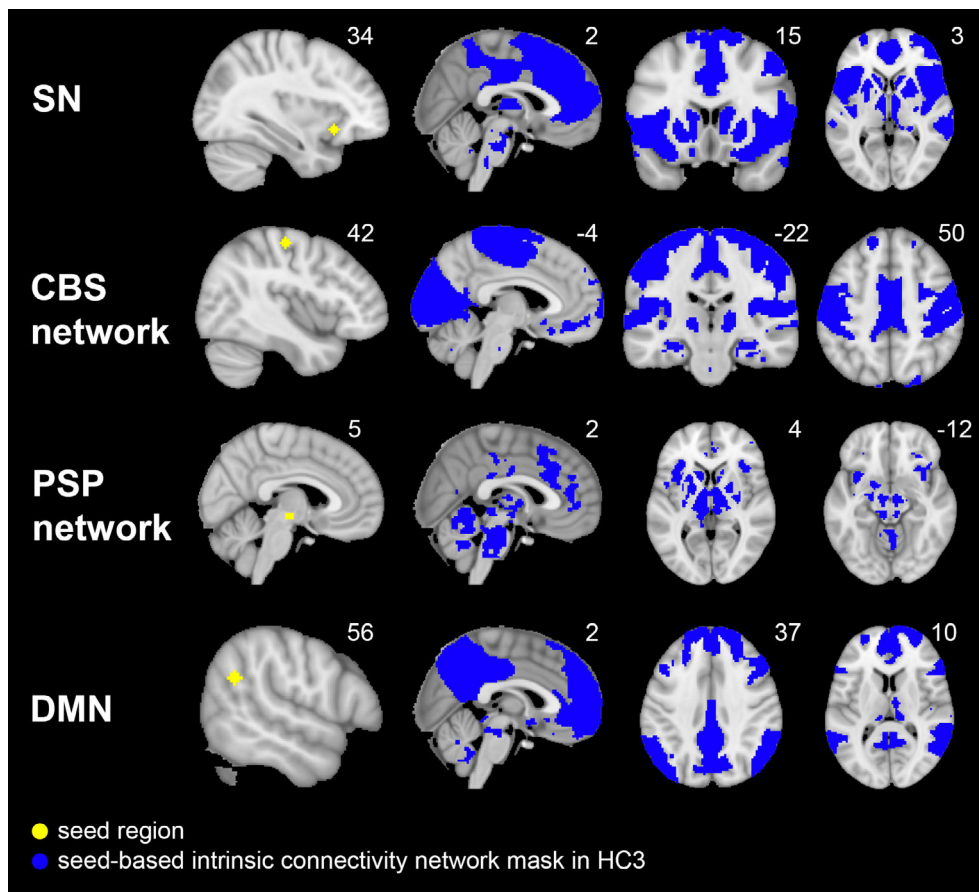 SN
34
2
15
3
CBS
network
42
-4
-22
50
PSP
network
5
2
4
-12
DMN
56
2
37
10
seed region
seed-based intrinsic connectivity network mask in HC3